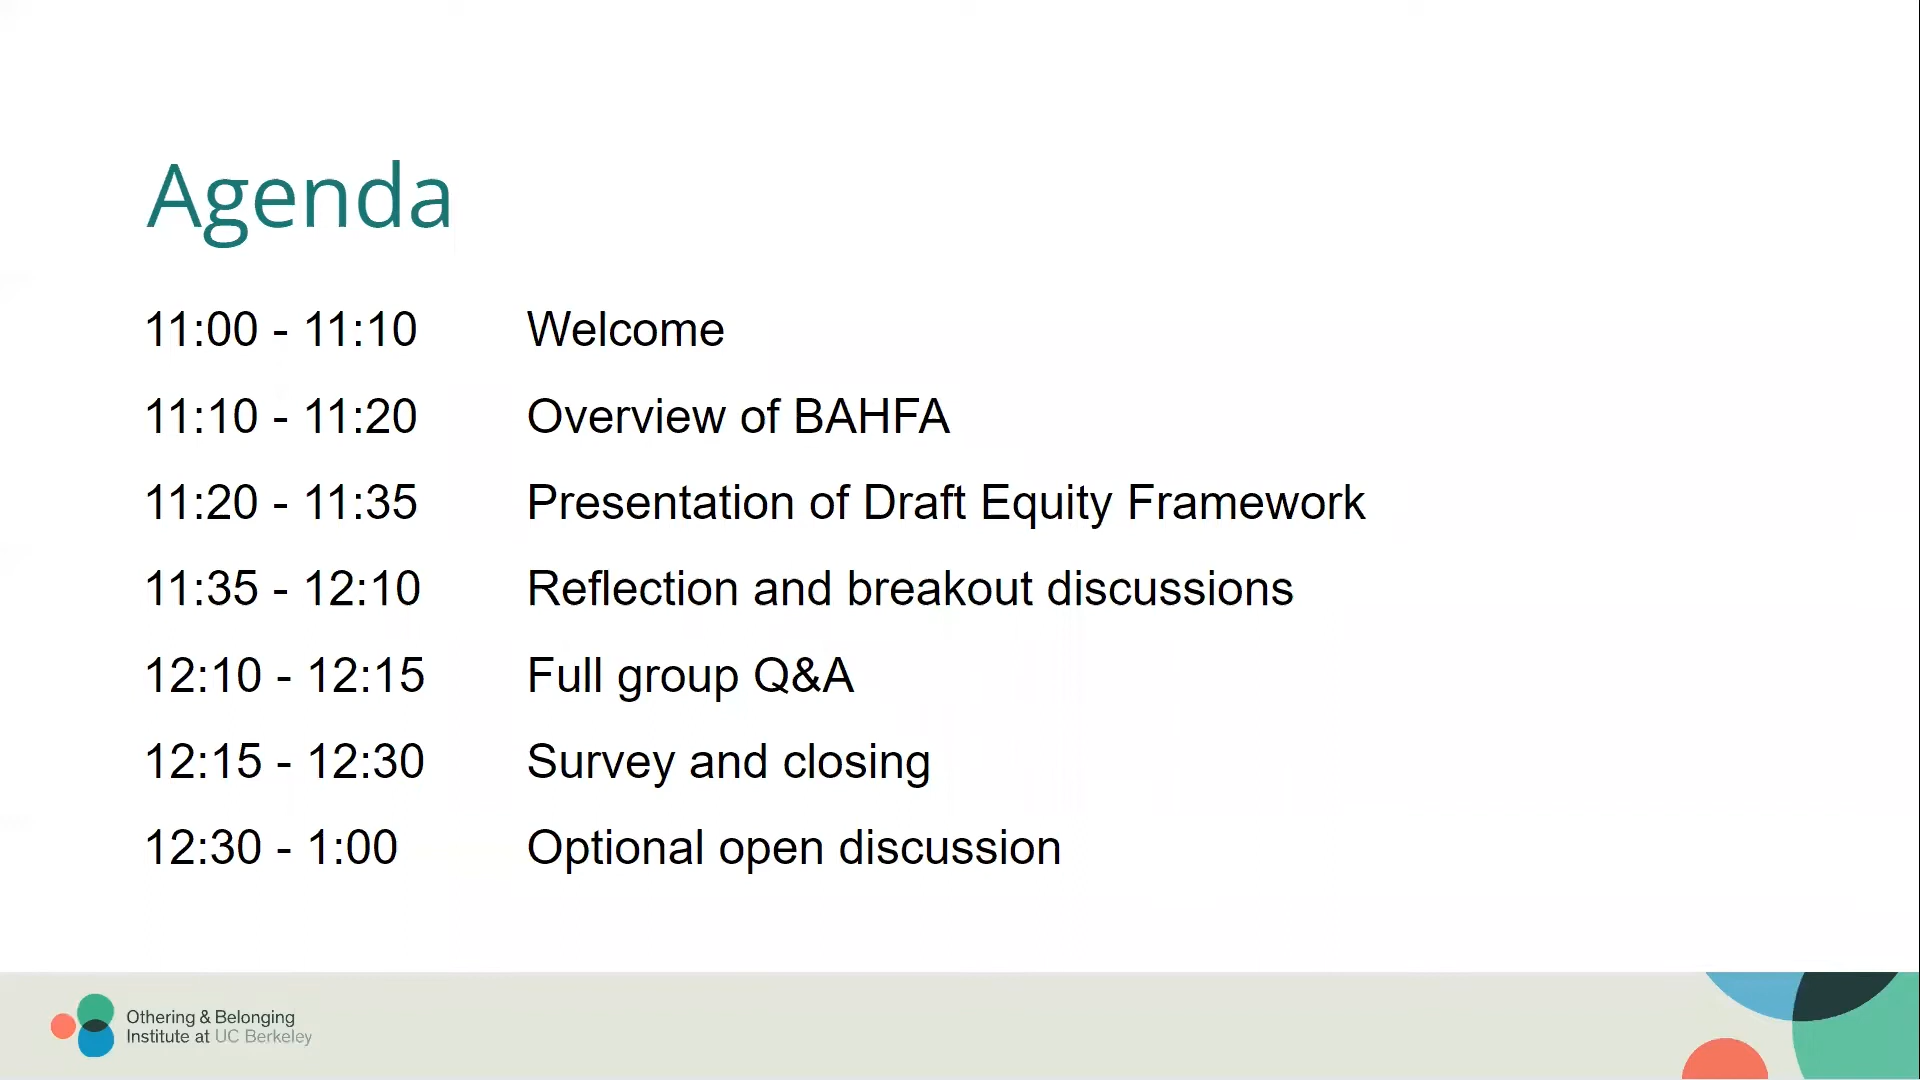 Agenda
11:00 - 11:10 Welcome
11:10 - 11:20 Overview of BAHFA
11:20 - 11:35 Presentation of Draft Equity Framework
11:35 - 12:10 Reflection and breakout discussions
12:10 - 12:15 Full group Q&A
12:15 - 12:30 Survey and closing
12:30 - 1:00 Optional open discussion
Othering & Belonging
Institute at UC Berkeley